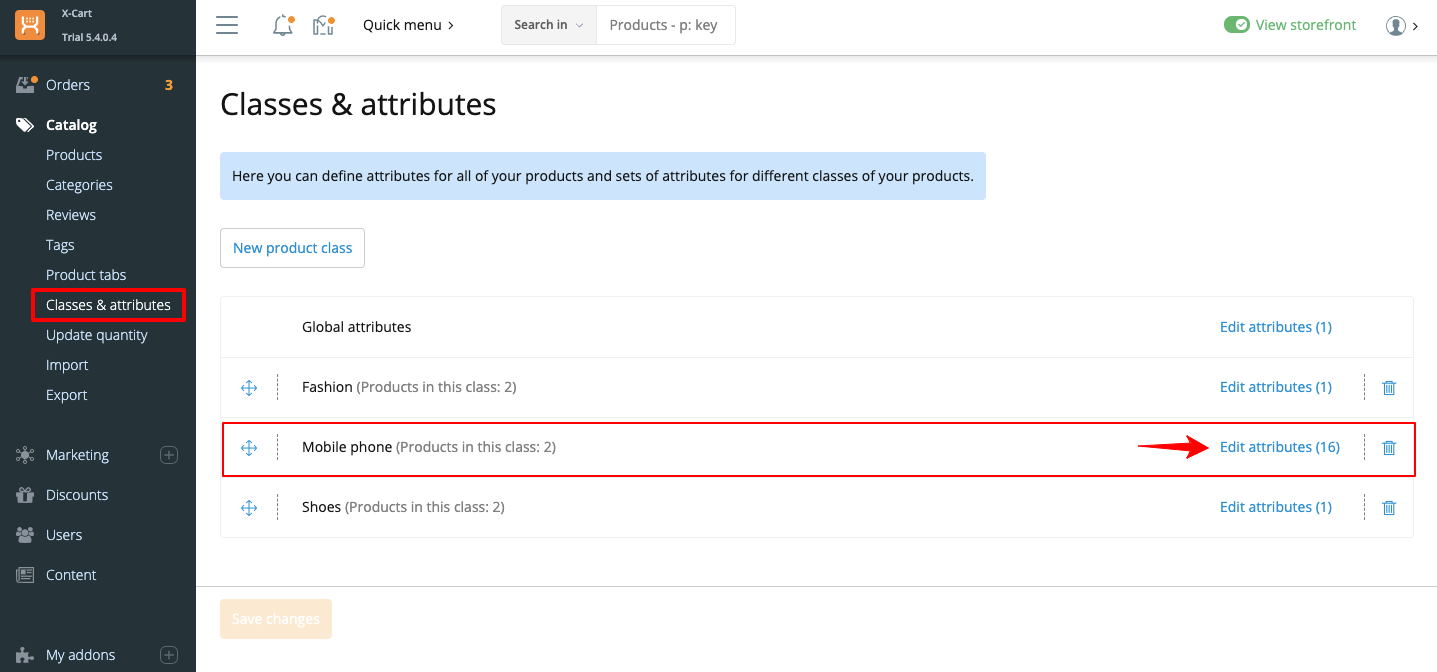 X-Cart
Trial 5.4.0.4
Quick menu
Search in
Products - p: key
View storefront
Orders 3
Catalog
Products
Categories
Reviews
Tags
Product tabs
Classes & attributes
Update quantity
Import
Export
Marketing
Discounts
Users
Content
My addons
Classes & attributes
Here you can define attributes for all of your products and sets of attributes for different classes of your products.
New product class
Global attributes Edit attributes (1)
Fashion (Products in this class: 2) Edit attributes (1)
Mobile phone (Products in this class: 2) Edit attributes (16)
Shoes (Products in this class: 2) Edit attributes (1)
Save changes